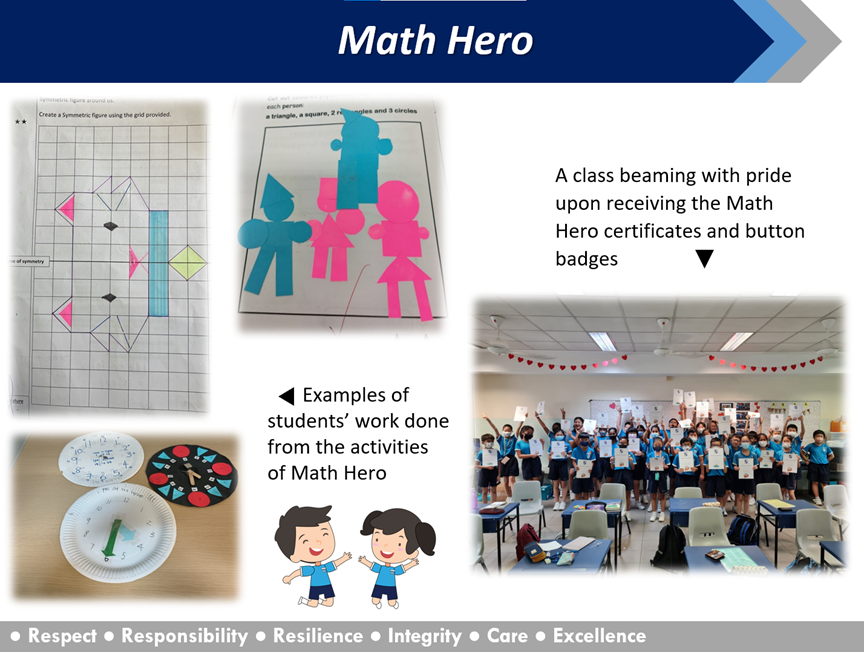 Math Hero
Symmetric figure around us.
Create a Symmetric figure using the grid provided.
of symmetry
each person:
a triangle, a square, 2 and 3 circles
A class beaming with pride
upon receiving the Math
Hero certificates and button
badges
Examples of
students’ work done
from the activities
of Math Hero
● Respect ● Responsibility ● Resilience ● Integrity ● Care ● Excellence